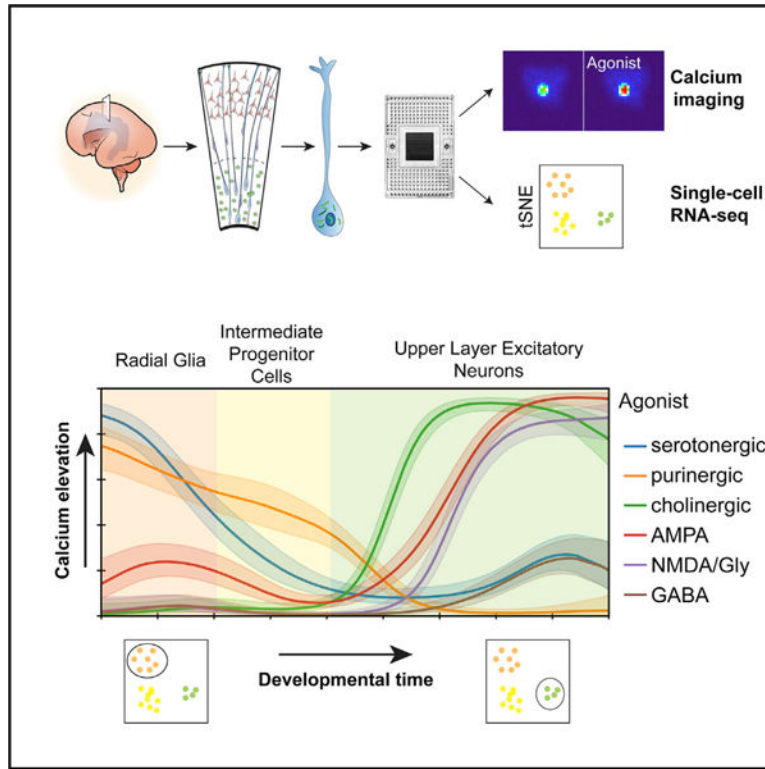 Agonist
Calcium
imaging
tSNE
Single-cell
RNA-seq
Radial Glia
Intermediate
Progenitor
Cells
Upper Layer Excitatory
Neurons
Calcium elevation
Agonist
serotonergic
purinergic
cholinergic
AMPA
NMDA/Gly
GABA
Developmental time